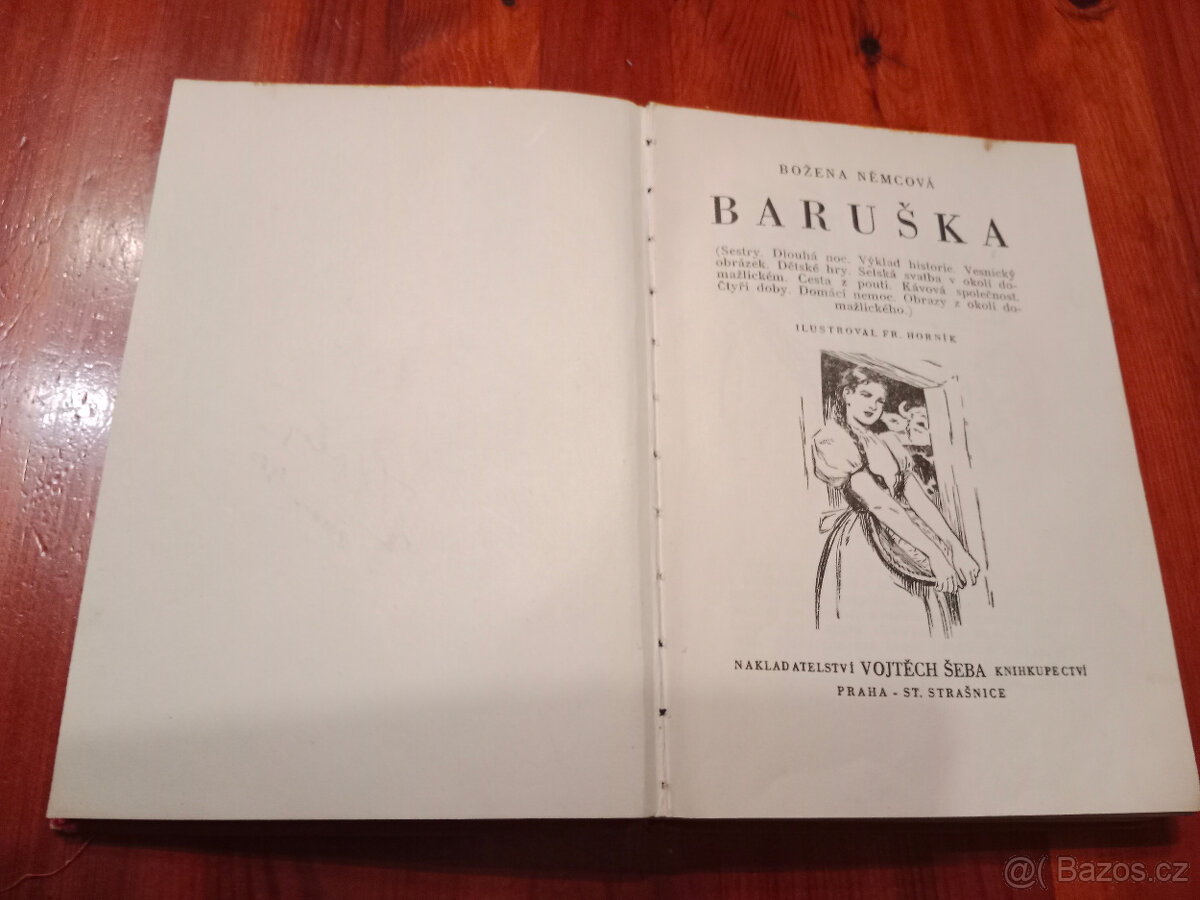 BOŽENA NĚMCOVÁ
BARUŠKA
(Sestry. Dlouhá noc. Výklad historie. Vesnický
obrázek. Dětské hry. Selská svatba v okolí do-
mažlickém. Cesta z pouti. Kávová společnost.
Čtyři doby. Domácí nemoc. Obrazy z okolí do-
mažlického.)
ILUSTROVAL FR. HORNÍK
NAKLADATELSTVÍ VOJTĚCH ŠEBA KNIHKUPECTVÍ
PRAHA - ST. STRAŠNICE
@( Bazos.cz